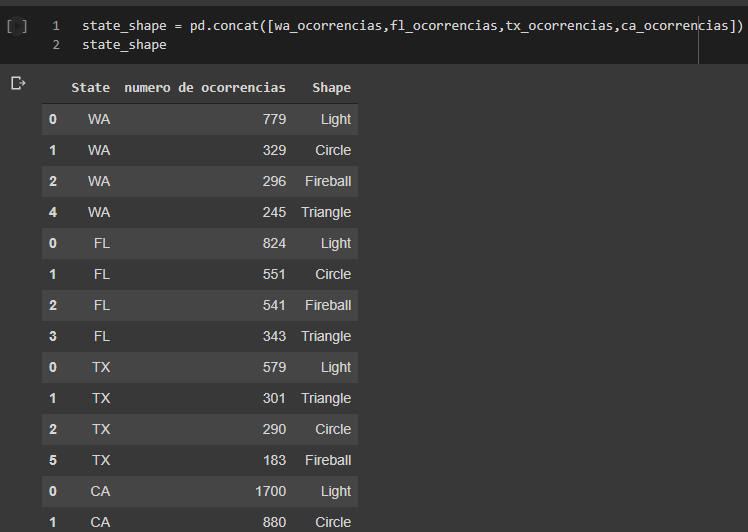 [ ] 1 state_shape = pd.concat([wa_ocorrencias,fl_ocorrencias,tx_ocorrencias,ca_ocorrencias])
2 state_shape
State numero de ocorrencias Shape
0 WA 779 Light
1 WA 329 Circle
2 WA 296 Fireball
4 WA 245 Triangle
0 FL 824 Light
1 FL 551 Circle
2 FL 541 Fireball
3 FL 343 Triangle
0 TX 579 Light
1 TX 301 Triangle
2 TX 290 Circle
5 TX 183 Fireball
0 CA 1700 Light
1 CA 880 Circle